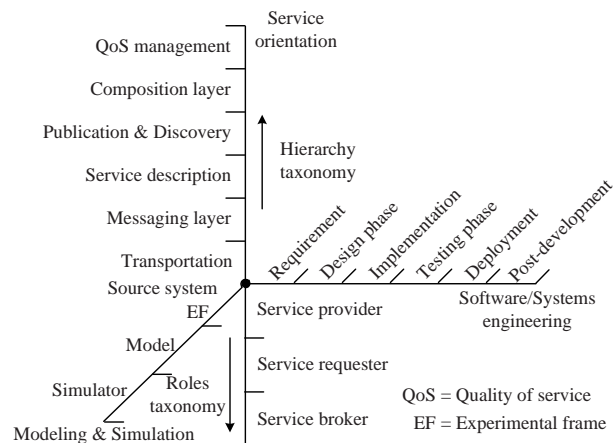 Service
orientation
QoS management
Composition layer
Publication & Discovery
Hierarchy
taxonomy
Service description
Messaging layer
Transportation
Requirement
Design phase
Implementation
Testing phase
Deployment
Post-development
Source system
Software/Systems
engineering
EF
Service provider
Model
Service requester
Simulator
Roles
taxonomy
QoS = Quality of service
Service broker
EF = Experimental frame
Modeling & Simulation